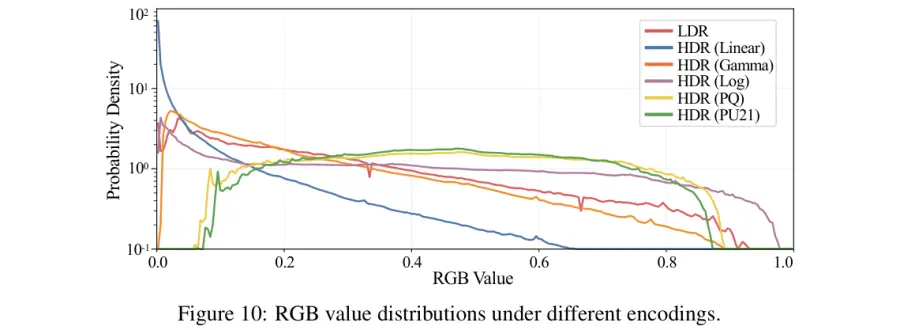 10²
10¹
10⁰
10⁻¹
Probability Density
LDR
HDR (Linear)
HDR (Gamma)
HDR (Log)
HDR (PQ)
HDR (PU21)
0.0 0.2 0.4 0.6 0.8 1.0
RGB Value
Figure 10: RGB value distributions under different encodings.